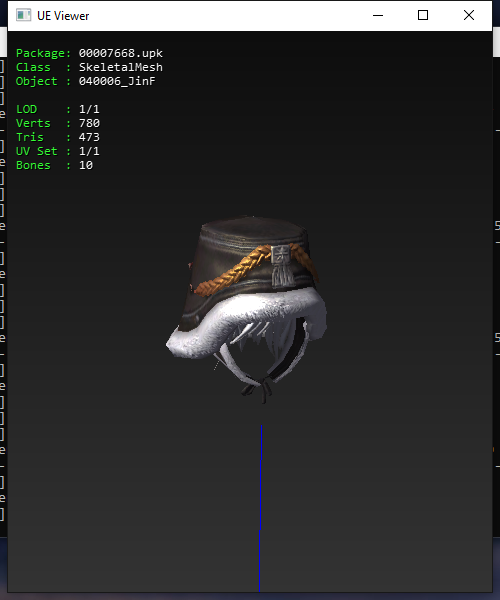 UE Viewer
Package: 00007668.upk
Class : SkeletalMesh
Object : 040006_JinF
LOD : 1/1
Verts : 780
Tris : 473
UV Set : 1/1
Bones : 10